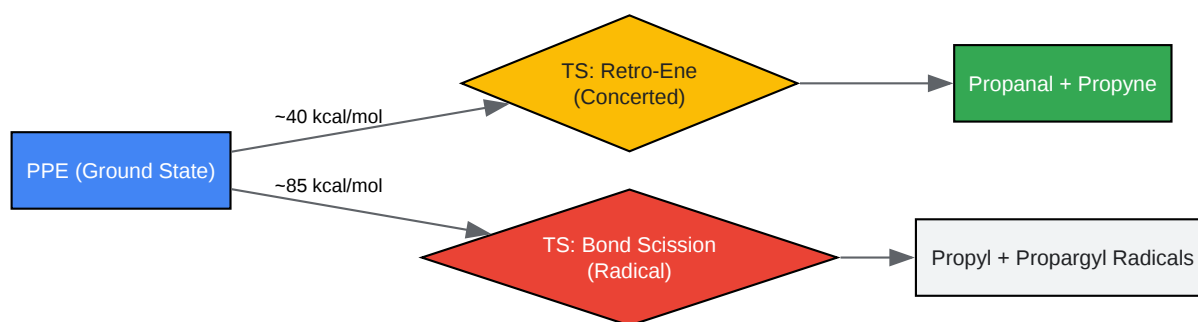 PPE (Ground State)
~40 kcal/mol
~85 kcal/mol
TS: Retro-Ene
(Concerted)
TS: Bond Scission
(Radical)
Propanal + Propyne
Propyl + Propargyl Radicals